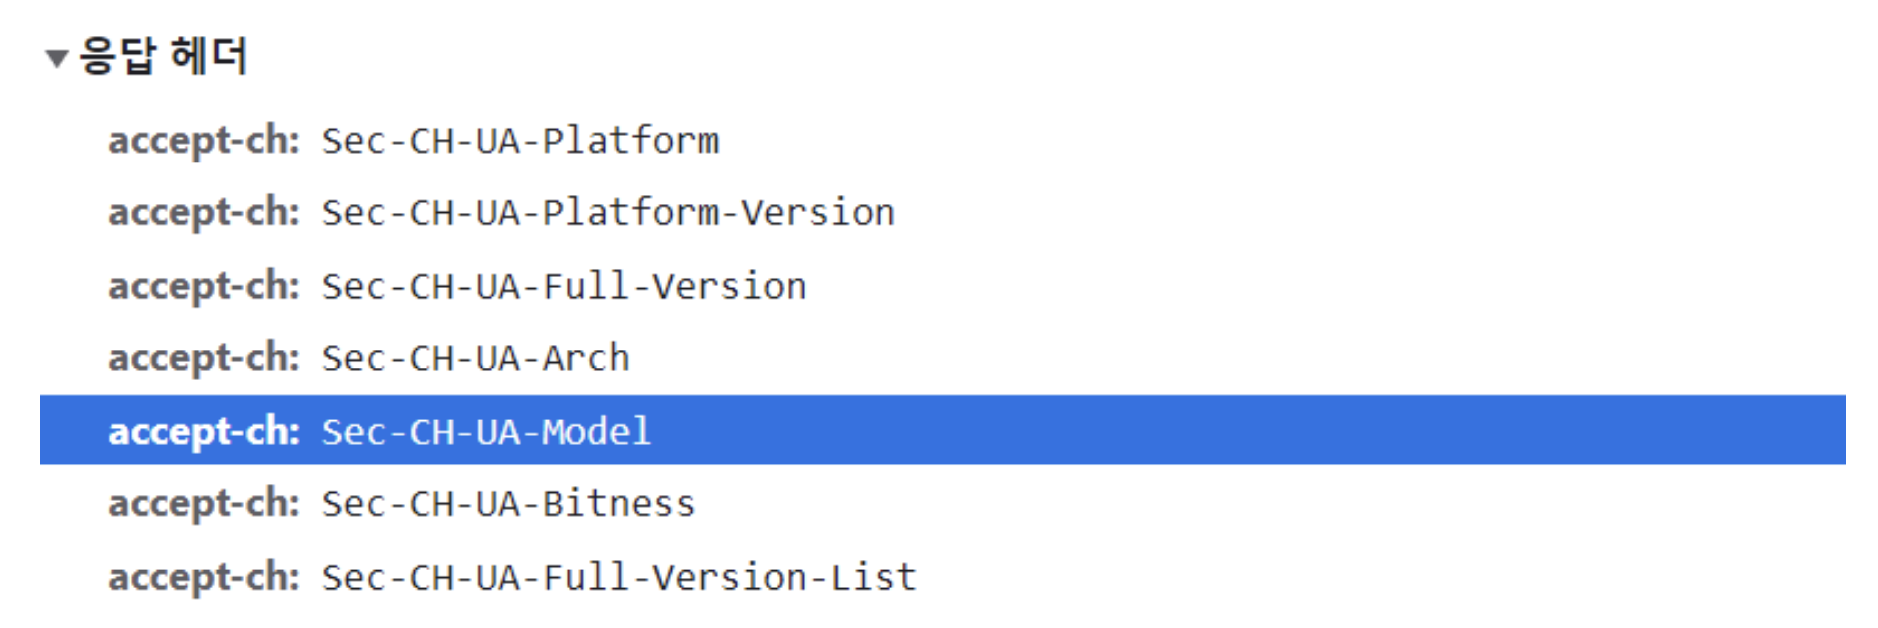 응답 헤더
accept-ch: Sec-CH-UA-Platform
accept-ch: Sec-CH-UA-Platform-Version
accept-ch: Sec-CH-UA-Full-Version
accept-ch: Sec-CH-UA-Arch
accept-ch: Sec-CH-UA-Model
accept-ch: Sec-CH-UA-Bitness
accept-ch: Sec-CH-UA-Full-Version-List